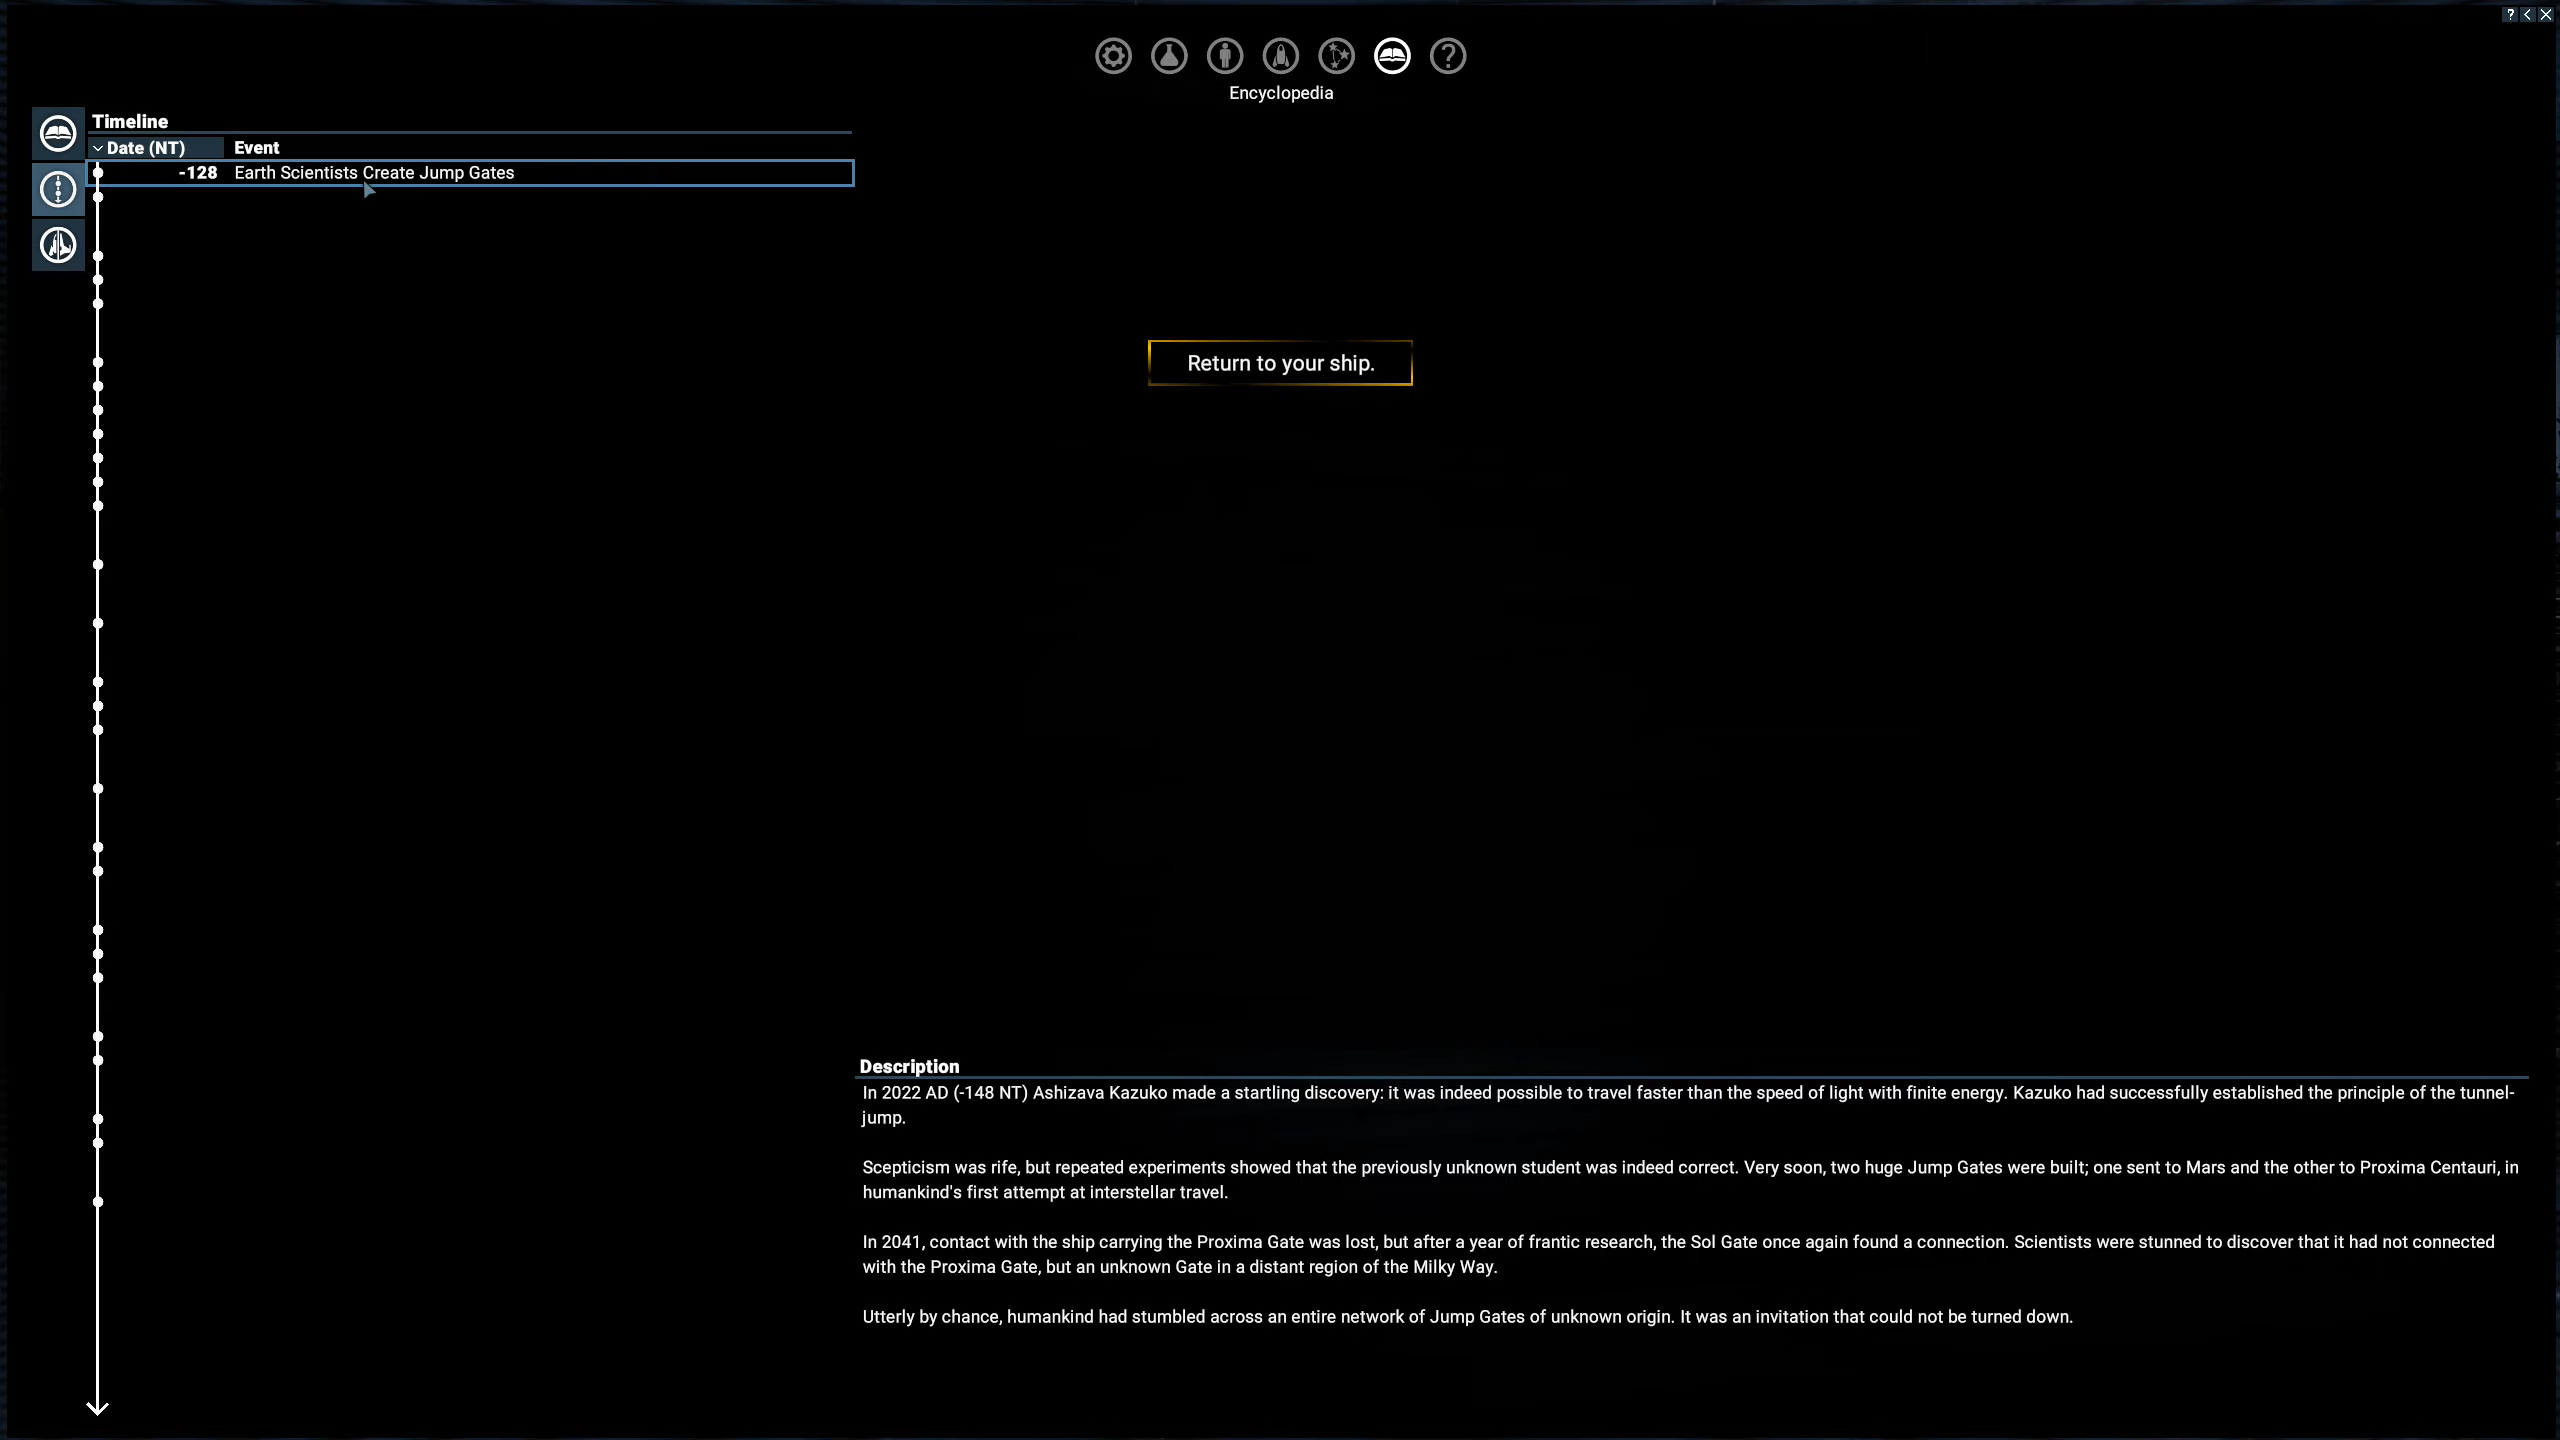 Encyclopedia
Timeline
Date (NT) Event
-128 Earth Scientists Create Jump Gates
Return to your ship.
Description
In 2022 AD (-148 NT) Ashizava Kazuko made a startling discovery: it was indeed possible to travel faster than the speed of light with finite energy. Kazuko had successfully established the principle of the tunnel-
jump.
Scepticism was rife, but repeated experiments showed that the previously unknown student was indeed correct. Very soon, two huge Jump Gates were built; one sent to Mars and the other to Proxima Centauri, in
humankind's first attempt at interstellar travel.
In 2041, contact with the ship carrying the Proxima Gate was lost, but after a year of frantic research, the Sol Gate once again found a connection. Scientists were stunned to discover that it had not connected
with the Proxima Gate, but an unknown Gate in a distant region of the Milky Way.
Utterly by chance, humankind had stumbled across an entire network of Jump Gates of unknown origin. It was an invitation that could not be turned down.